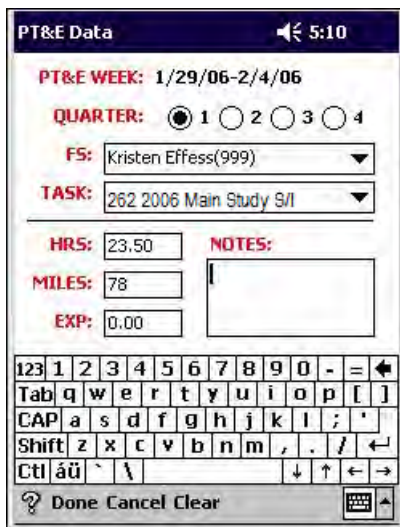 PT&E Data 5:10
PT&E WEEK: 1/29/06-2/4/06
QUARTER: 1 2 3 4
FS: Kristen Effess(999)
TASK: 262 2006 Main Study S/I
HRS: 23.50 NOTES:
MILES: 78
EXP: 0.00
123 1 2 3 4 5 6 7 8 9 0 - =
Tab q w e r t y u i o p [ ]
CAP a s d f g h j k l ; '
Shift z x c v b n m , . /
Ctl áü ` \
? Done Cancel Clear